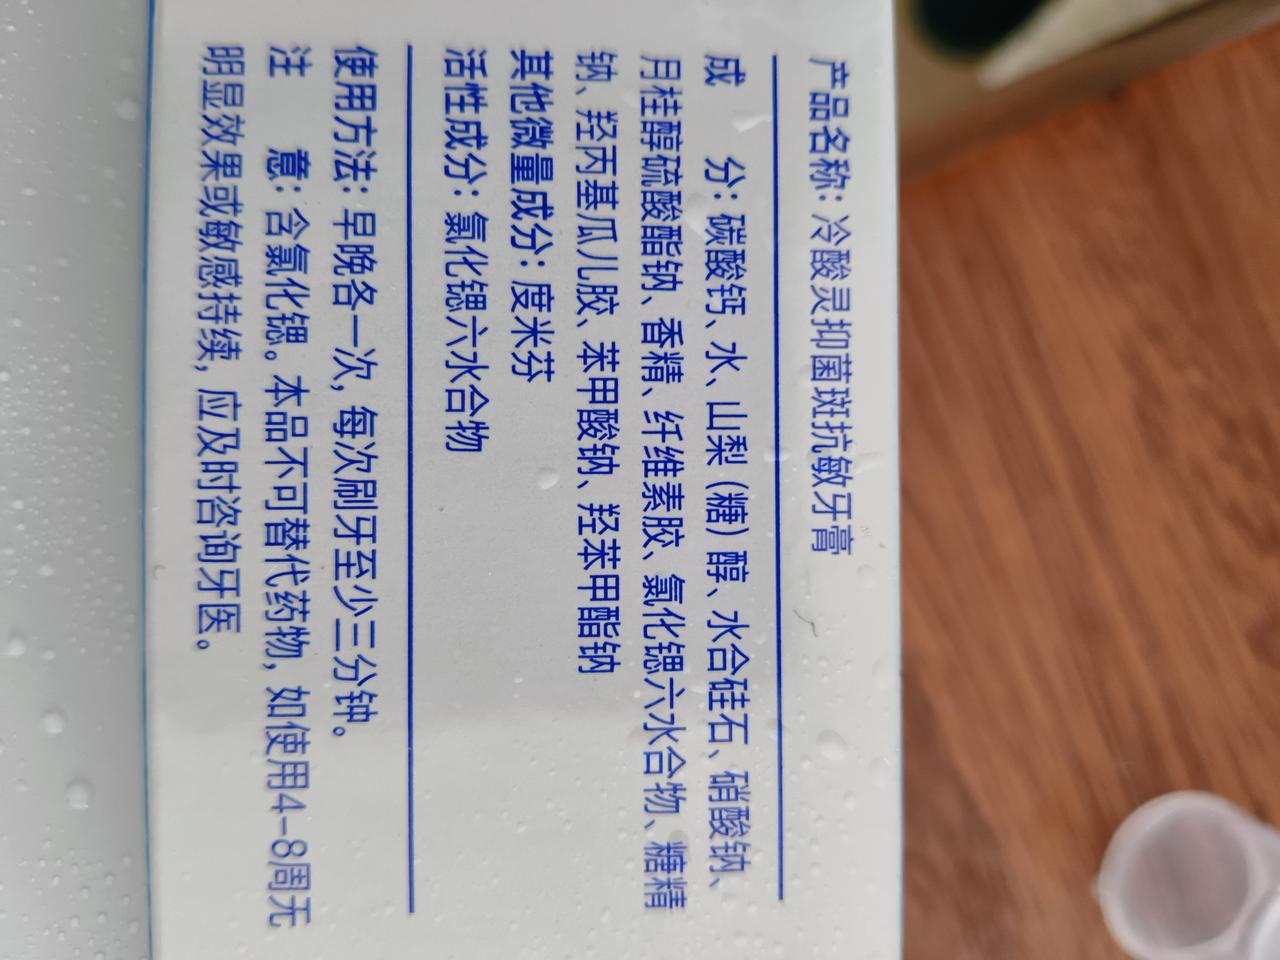 产品名称：冷酸灵抑菌斑抗敏牙膏
成 分：碳酸钙、水、山梨（糖）醇、水合硅石、硝酸钠、
月桂醇硫酸酯钠、香精、纤维素胶、氯化锶六水合物、糖精
钠、羟丙基瓜儿胶、苯甲酸钠、羟苯甲酯钠
其他微量成分：度米芬
活性成分：氯化锶六水合物
使用方法：早晚各一次，每次刷牙至少三分钟。
注 意：含氯化锶。本品不可替代药物，如使用4-8周无
明显效果或敏感持续，应及时咨询牙医。